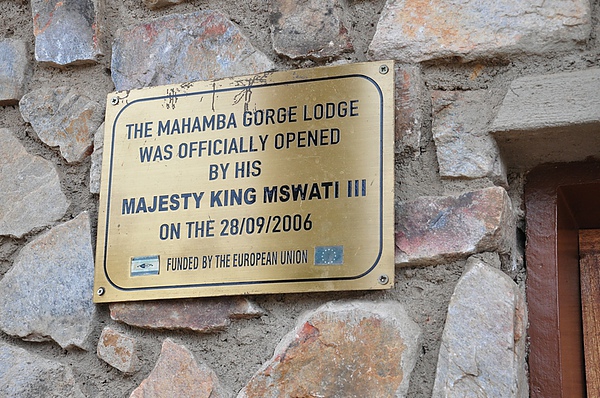 THE MAHAMBA GORGE LODGE
WAS OFFICIALLY OPENED
BY HIS
MAJESTY KING MSWATI III
ON THE 28/09/2006
FUNDED BY THE EUROPEAN UNION